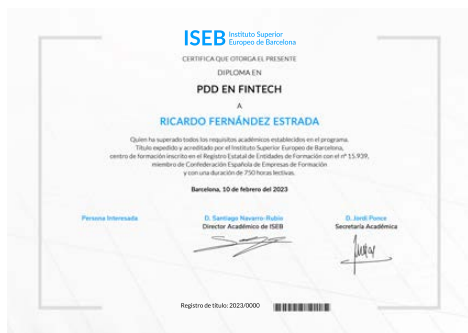 ISEB Instituto Superior
Europeo de Barcelona
CERTIFICA QUE OTORGA EL PRESENTE
DIPLOMA EN
PDD EN FINTECH
A
RICARDO FERNÁNDEZ ESTRADA
Quien ha superado todos los requisitos académicos establecidos en el programa.
Título expedido y acreditado por el Instituto Superior Europeo de Barcelona,
centro de formación inscrito en el Registro Estatal de Entidades de Formación con el nº 15.939,
miembro de Confederación Española de Empresas de Formación
y con una duración de 750 horas lectivas.
Barcelona, 10 de febrero del 2023
Persona Interesada
D. Santiago Navarro-Rubio
Director Académico de ISEB
D. Jordi Ponce
Secretaría Académica
Registro de título: 2023/0000